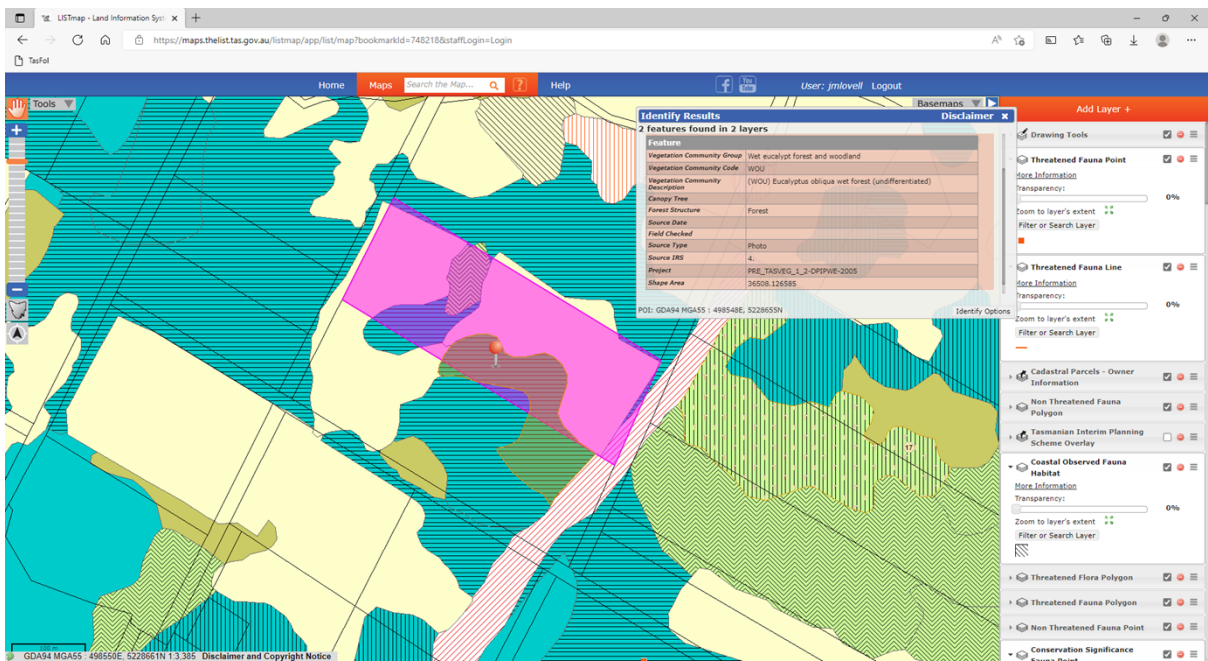 LISTmap - Land Information Syst
https://maps.thelist.tas.gov.au/listmap/app/list/map?bookmarkId=748218&staffLogin=Login
TasFol
Home Maps Search the Map... ? Help f You Tube User: jmlovell Logout
Tools
Basemaps
Add Layer +
Identify Results Disclaimer
2 features found in 2 layers
Feature
Vegetation Community Group Wet eucalypt forest and woodland
Vegetation Community Code WOU
Vegetation Community Description (WOU) Eucalyptus obliqua wet forest (undifferentiated)
Canopy Tree
Forest Structure Forest
Source Date
Field Checked
Source Type Photo
Source IRS 4.
Project PRE_TASVEG_1_2-DPIPWE-2005
Shape Area 36508.126585
POI: GDA94 MGA55 : 498548E, 5228655N Identify Options
Drawing Tools
Threatened Fauna Point
More Information
Transparency:
0%
Zoom to layer's extent
Filter or Search Layer
Threatened Fauna Line
More Information
Transparency:
0%
Zoom to layer's extent
Filter or Search Layer
Cadastral Parcels - Owner
Information
Non Threatened Fauna
Polygon
Tasmanian Interim Planning
Scheme Overlay
Coastal Observed Fauna
Habitat
More Information
Transparency:
0%
Zoom to layer's extent
Filter or Search Layer
Threatened Flora Polygon
Threatened Fauna Polygon
Non Threatened Fauna Point
Conservation Significance
Fauna Point
17
100 m
GDA94 MGA55 : 498550E, 5228661N 1:3,385 Disclaimer and Copyright Notice